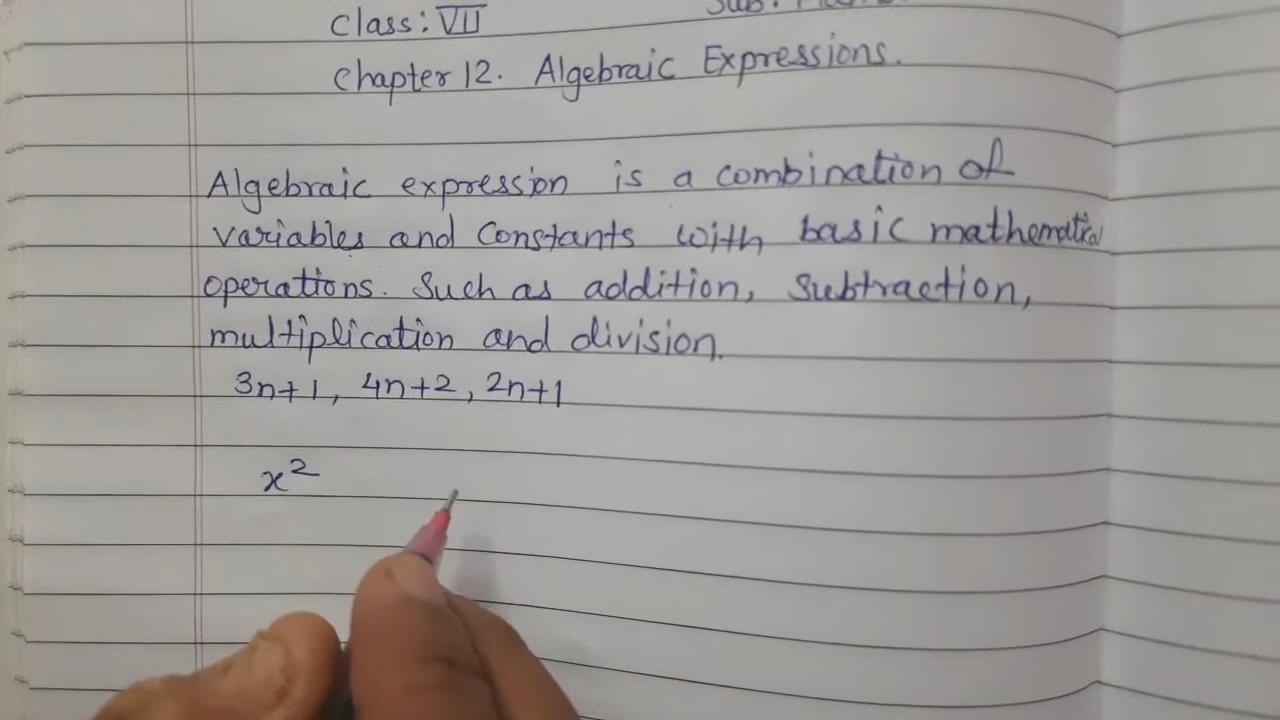 Class: VII
Chapter 12. Algebraic Expressions.
Algebraic expression is a combination of
variables and constants with basic mathematical
operations. Such as addition, subtraction,
multiplication and division.
3n+1, 4n+2, 2n+1
x²